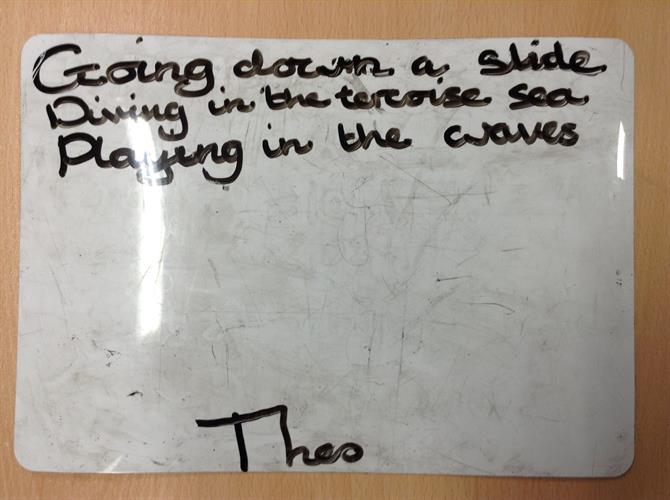 Going down a slide
Diving in the tercoise sea
Playing in the waves
Theo